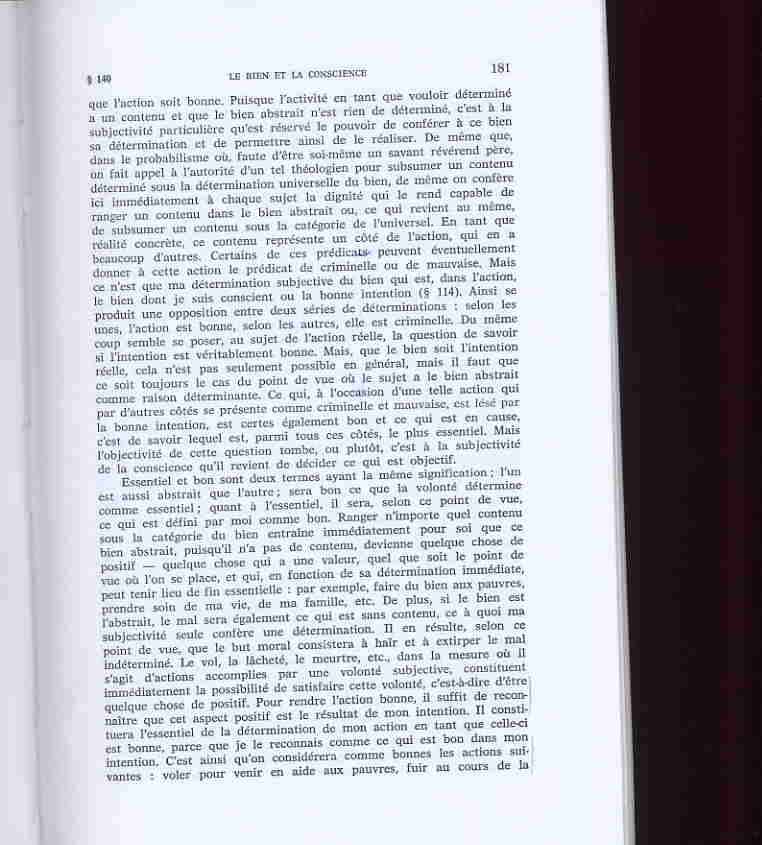 § 140
LE BIEN ET LA CONSCIENCE
181
que l'action soit bonne. Puisque l'activité en tant que vouloir déterminé
a un contenu et que le bien abstrait n'est rien de déterminé, c'est à la
subjectivité particulière qu'est réservé le pouvoir de conférer à ce bien
sa détermination et de permettre ainsi de le réaliser. De même que,
dans le probabilisme où, faute d'être soi-même un savant révérend père,
on fait appel à l'autorité d'un tel théologien pour subsumer un contenu
déterminé sous la détermination universelle du bien, de même on confère
ici immédiatement à chaque sujet la dignité qui le rend capable de
ranger un contenu dans le bien abstrait ou, ce qui revient au même,
de subsumer un contenu sous la catégorie de l'universel. En tant que
réalité concrète, ce contenu représente un côté de l'action, qui en a
beaucoup d'autres. Certains de ces prédicats peuvent éventuellement
donner à cette action le prédicat de criminelle ou de mauvaise. Mais
ce n'est que ma détermination subjective du bien qui est, dans l'action,
le bien dont je suis conscient ou la bonne intention (§ 114). Ainsi se
produit une opposition entre deux séries de déterminations : selon les
unes, l'action est bonne, selon les autres, elle est criminelle. Du même
coup semble se poser, au sujet de l'action réelle, la question de savoir
si l'intention est véritablement bonne. Mais, que le bien soit l'intention
réelle, cela n'est pas seulement possible en général, mais il faut que
ce soit toujours le cas du point de vue où le sujet a le bien abstrait
comme raison déterminante. Ce qui, à l'occasion d'une telle action qui
par d'autres côtés se présente comme criminelle et mauvaise, est lésé par
la bonne intention, est certes également bon et ce qui est en cause,
c'est de savoir lequel est, parmi tous ces côtés, le plus essentiel. Mais
l'objectivité de cette question tombe, ou plutôt, c'est à la subjectivité
de la conscience qu'il revient de décider ce qui est objectif.
Essentiel et bon sont deux termes ayant la même signification ; l'un
est aussi abstrait que l'autre ; sera bon ce que la volonté détermine
comme essentiel ; quant à l'essentiel, il sera, selon ce point de vue,
ce qui est défini par moi comme bon. Ranger n'importe quel contenu
sous la catégorie du bien entraîne immédiatement pour soi que ce
bien abstrait, puisqu'il n'a pas de contenu, devienne quelque chose de
positif — quelque chose qui a une valeur, quel que soit le point de
vue où l'on se place, et qui, en fonction de sa détermination immédiate,
peut tenir lieu de fin essentielle : par exemple, faire du bien aux pauvres,
prendre soin de ma vie, de ma famille, etc. De plus, si le bien est
l'abstrait, le mal sera également ce qui est sans contenu, ce à quoi ma
subjectivité seule confère une détermination. Il en résulte, selon ce
point de vue, que le but moral consistera à haïr et à extirper le mal
indéterminé. Le vol, la lâcheté, le meurtre, etc., dans la mesure où il
s'agit d'actions accomplies par une volonté subjective, constituent
immédiatement la possibilité de satisfaire cette volonté, c'est-à-dire d'être
quelque chose de positif. Pour rendre l'action bonne, il suffit de recon-
naître que cet aspect positif est le résultat de mon intention. Il consti-
tuera l'essentiel de la détermination de mon action en tant que celle-ci
est bonne, parce que je le reconnais comme ce qui est bon dans mon
intention. C'est ainsi qu'on considérera comme bonnes les actions sui-
vantes : voler pour venir en aide aux pauvres, fuir au cours de la